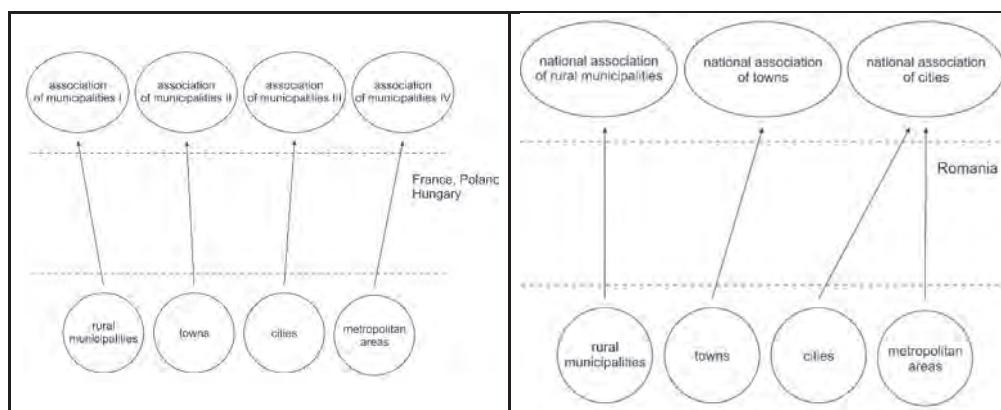 association
of municipalities I
association
of municipalities II
association
of municipalities III
association
of municipalities IV
France, Polanc
Hungary
rural
municipalities
towns
cities
metropolitan
areas
national association
of rural municipalities
national association
of towns
national association
of cities
Romania
rural
municipalities
towns
cities
metropolitan
areas